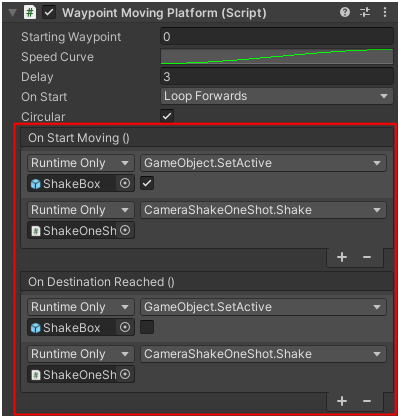 Waypoint Moving Platform (Script)
Starting Waypoint 0
Speed Curve
Delay 3
On Start Loop Forwards
Circular
On Start Moving ()
Runtime Only GameObject.SetActive
ShakeBox
Runtime Only CameraShakeOneShot.Shake
ShakeOneSh
+ −
On Destination Reached ()
Runtime Only GameObject.SetActive
ShakeBox
Runtime Only CameraShakeOneShot.Shake
ShakeOneSh
+ −